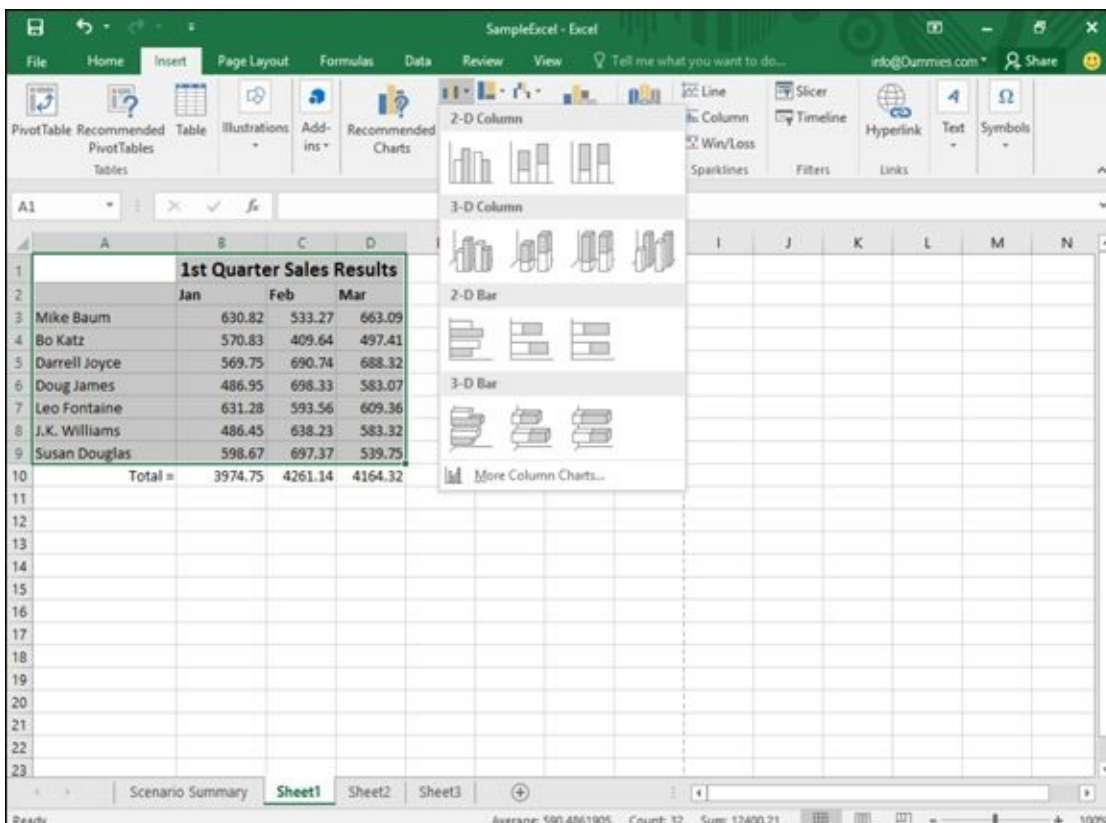 SampleExcel - Excel
File Home Insert Page Layout Formulas Data Review View Tell me what you want to do... info@Dummies.com Share
PivotTable Recommended PivotTables Table Illustrations Add-ins Recommended Charts Line Column Win/Loss Slicer Timeline Hyperlink Text Symbols
Tables Sparklines Filters Links
A1 fx
2-D Column
3-D Column
2-D Bar
3-D Bar
More Column Charts...
A B C D I J K L M N
1 1st Quarter Sales Results
2 Jan Feb Mar
3 Mike Baum 630.82 533.27 663.09
4 Bo Katz 570.83 409.64 497.41
5 Darrell Joyce 569.75 690.74 688.32
6 Doug James 486.95 698.33 583.07
7 Leo Fontaine 631.28 593.56 609.36
8 J.K. Williams 486.45 638.23 583.32
9 Susan Douglas 598.67 697.37 539.75
10 Total = 3974.75 4261.14 4164.32
11
12
13
14
15
16
17
18
19
20
21
22
23
Scenario Summary Sheet1 Sheet2 Sheet3
Ready Average: 590.4861905 Count: 32 Sum: 12400.21 100%